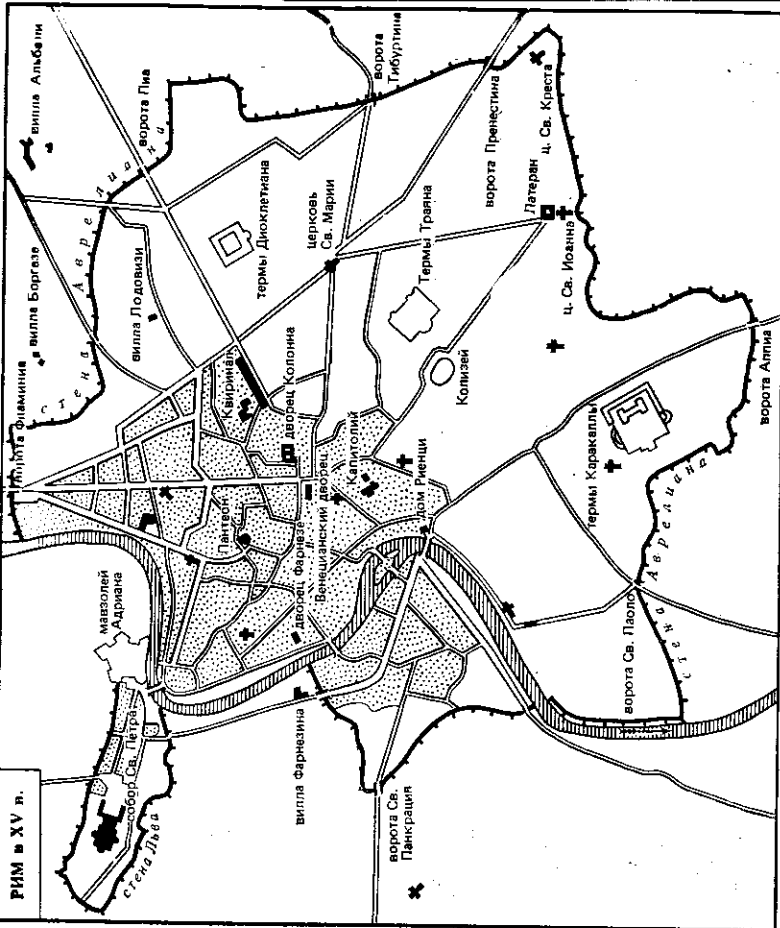 РИМ в XV в.
вилла Альбани
ворота Пиа
вилла Боргезе
стена Аврелиана
вилла Лодовизи
ворота Фламиния
ворота
Тибуртина
термы Диоклетиана
церковь
Св. Марии
ворота Пренестина
ц. Св. Креста
Латеран
ц. Св. Иоанна
Термы Траяна
Колизей
Квиринал
дворец Колонна
Капитолий
Венецианский дворец
дворец Фарнезе
Пантеон
дом Риенци
мавзолей
Адриана
собор Св. Петра
стена Льва
вилла Фарнезина
ворота Св.
Панкрация
ворота Св. Паоло
стена Аврелиана
термы Каракаллы
ворота Аппиа